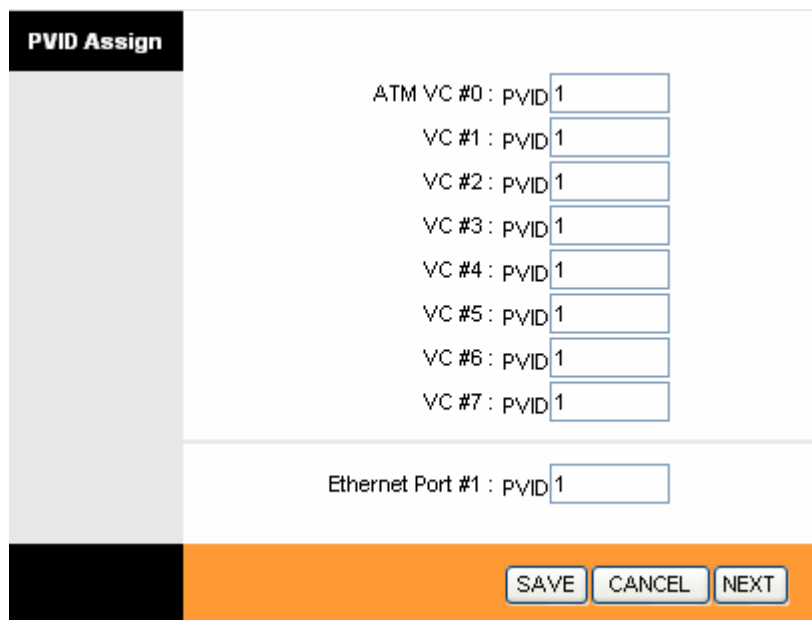 PVID Assign
ATM VC #0 : PVID 1
VC #1 : PVID 1
VC #2 : PVID 1
VC #3 : PVID 1
VC #4 : PVID 1
VC #5 : PVID 1
VC #6 : PVID 1
VC #7 : PVID 1
Ethernet Port #1 : PVID 1
SAVE CANCEL NEXT